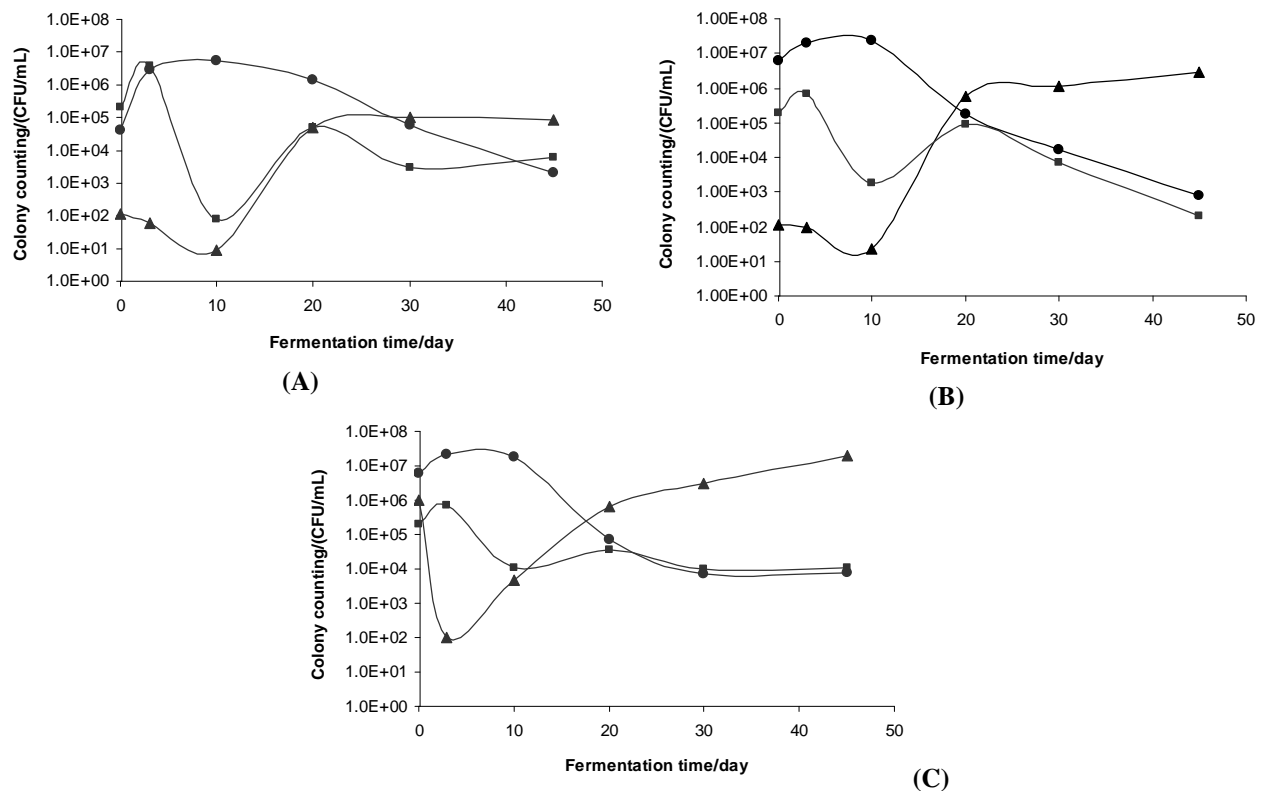 Colony counting/(CFU/mL)
1.0E+08
1.0E+07
1.0E+06
1.0E+05
1.0E+04
1.0E+03
1.0E+02
1.0E+01
1.0E+00
0 10 20 30 40 50
Fermentation time/day
(A)
Colony counting/(CFU/mL)
1.00E+08
1.00E+07
1.00E+06
1.00E+05
1.00E+04
1.00E+03
1.00E+02
1.00E+01
1.00E+00
0 10 20 30 40 50
Fermentation time/day
(B)
Colony counting/(CFU/mL)
1.0E+08
1.0E+07
1.0E+06
1.0E+05
1.0E+04
1.0E+03
1.0E+02
1.0E+01
1.0E+00
0 10 20 30 40 50
Fermentation time/day
(C)